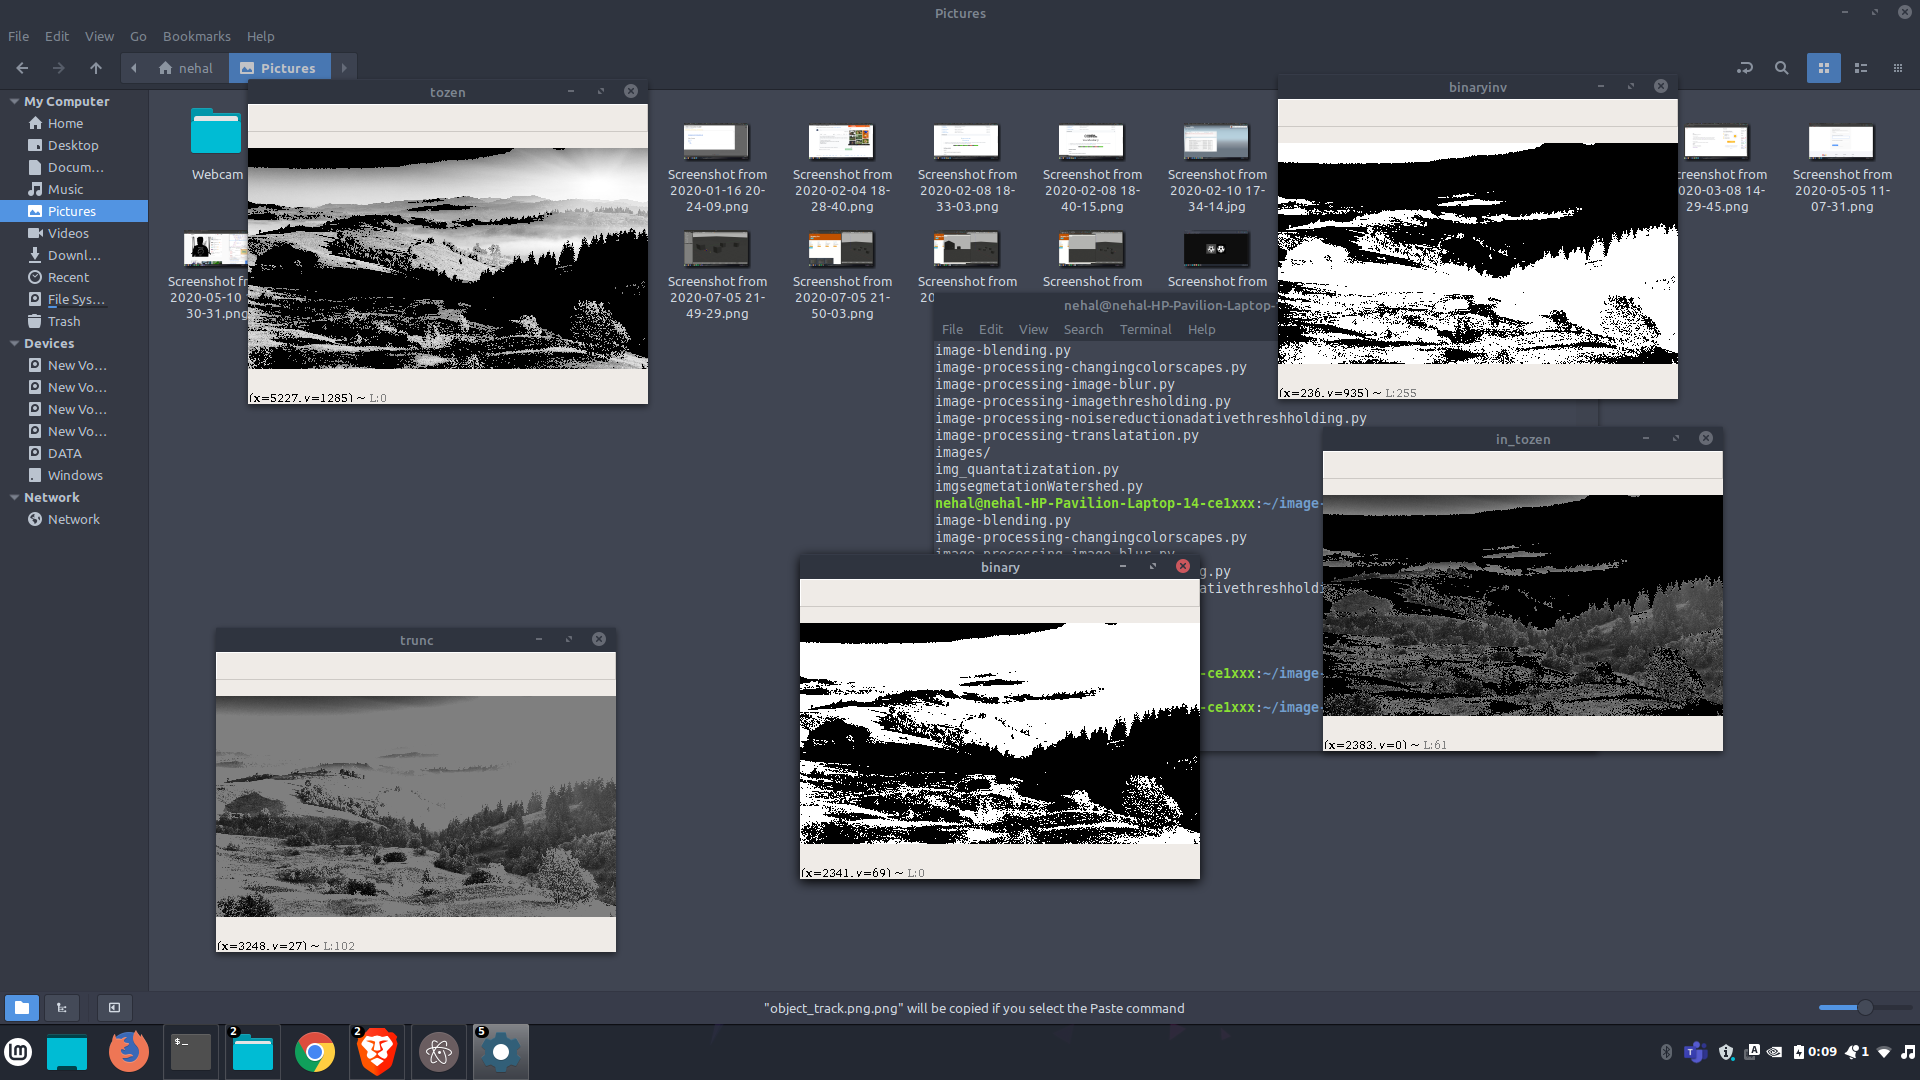 Pictures
File Edit View Go Bookmarks Help
nehal Pictures
My Computer
Home
Desktop
Docum...
Music
Pictures
Videos
Downl...
Recent
File Sys...
Trash
Devices
New Vo...
New Vo...
New Vo...
New Vo...
DATA
Windows
Network
Network
Webcam
Screenshot from
2020-01-16 20-
24-09.png
Screenshot from
2020-02-04 18-
28-40.png
Screenshot from
2020-02-08 18-
33-03.png
Screenshot from
2020-02-08 18-
40-15.png
Screenshot from
2020-02-10 17-
34-14.jpg
creenshot from
020-03-08 14-
29-45.png
Screenshot from
2020-05-05 11-
07-31.png
Screenshot fr
2020-05-10
30-31.png
Screenshot from
2020-07-05 21-
49-29.png
Screenshot from
2020-07-05 21-
50-03.png
Screenshot from
20
Screenshot from
Screenshot from
tozen
(x=5227, y=1285) ~ L:0
binaryinv
(x=236, y=935) ~ L:255
nehal@nehal-HP-Pavilion-Laptop-
File Edit View Search Terminal Help
image-blending.py
image-processing-changingcolorscapes.py
image-processing-image-blur.py
image-processing-imagethresholding.py
image-processing-noisereductionadativethreshholding.py
image-processing-translatation.py
images/
img_quantatizatation.py
imgsegmetationWatershed.py
nehal@nehal-HP-Pavilion-Laptop-14-ce1xxx:~/image-
image-blending.py
image-processing-changingcolorscapes.py
image-processing-image-blur.py
g.py
ativethreshholdi
-ce1xxx:~/image-
-ce1xxx:~/image-
in_tozen
(x=2383, y=0) ~ L:61
binary
(x=2341, y=69) ~ L:0
trunc
(x=3248, y=27) ~ L:102
"object_track.png.png" will be copied if you select the Paste command
$_
2
2
5
A
0:09
1